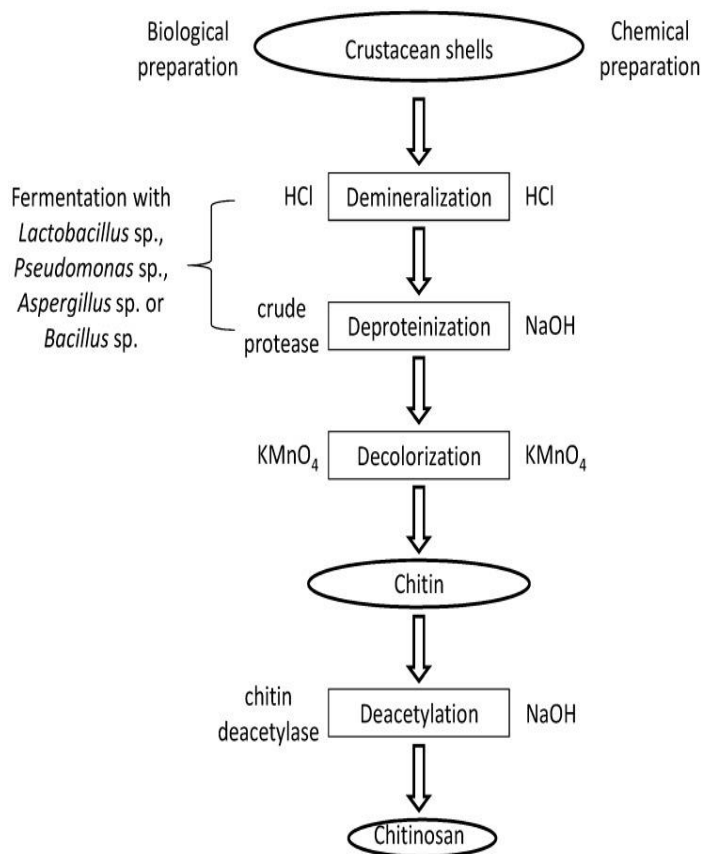 Biological
preparation
Crustacean shells
Chemical
preparation
Fermentation with
Lactobacillus sp.,
Pseudomonas sp.,
Aspergillus sp. or
Bacillus sp.
HCl
Demineralization
HCl
crude
protease
Deproteinization
NaOH
KMnO₄
Decolorization
KMnO₄
Chitin
chitin
deacetylase
Deacetylation
NaOH
Chitinosan